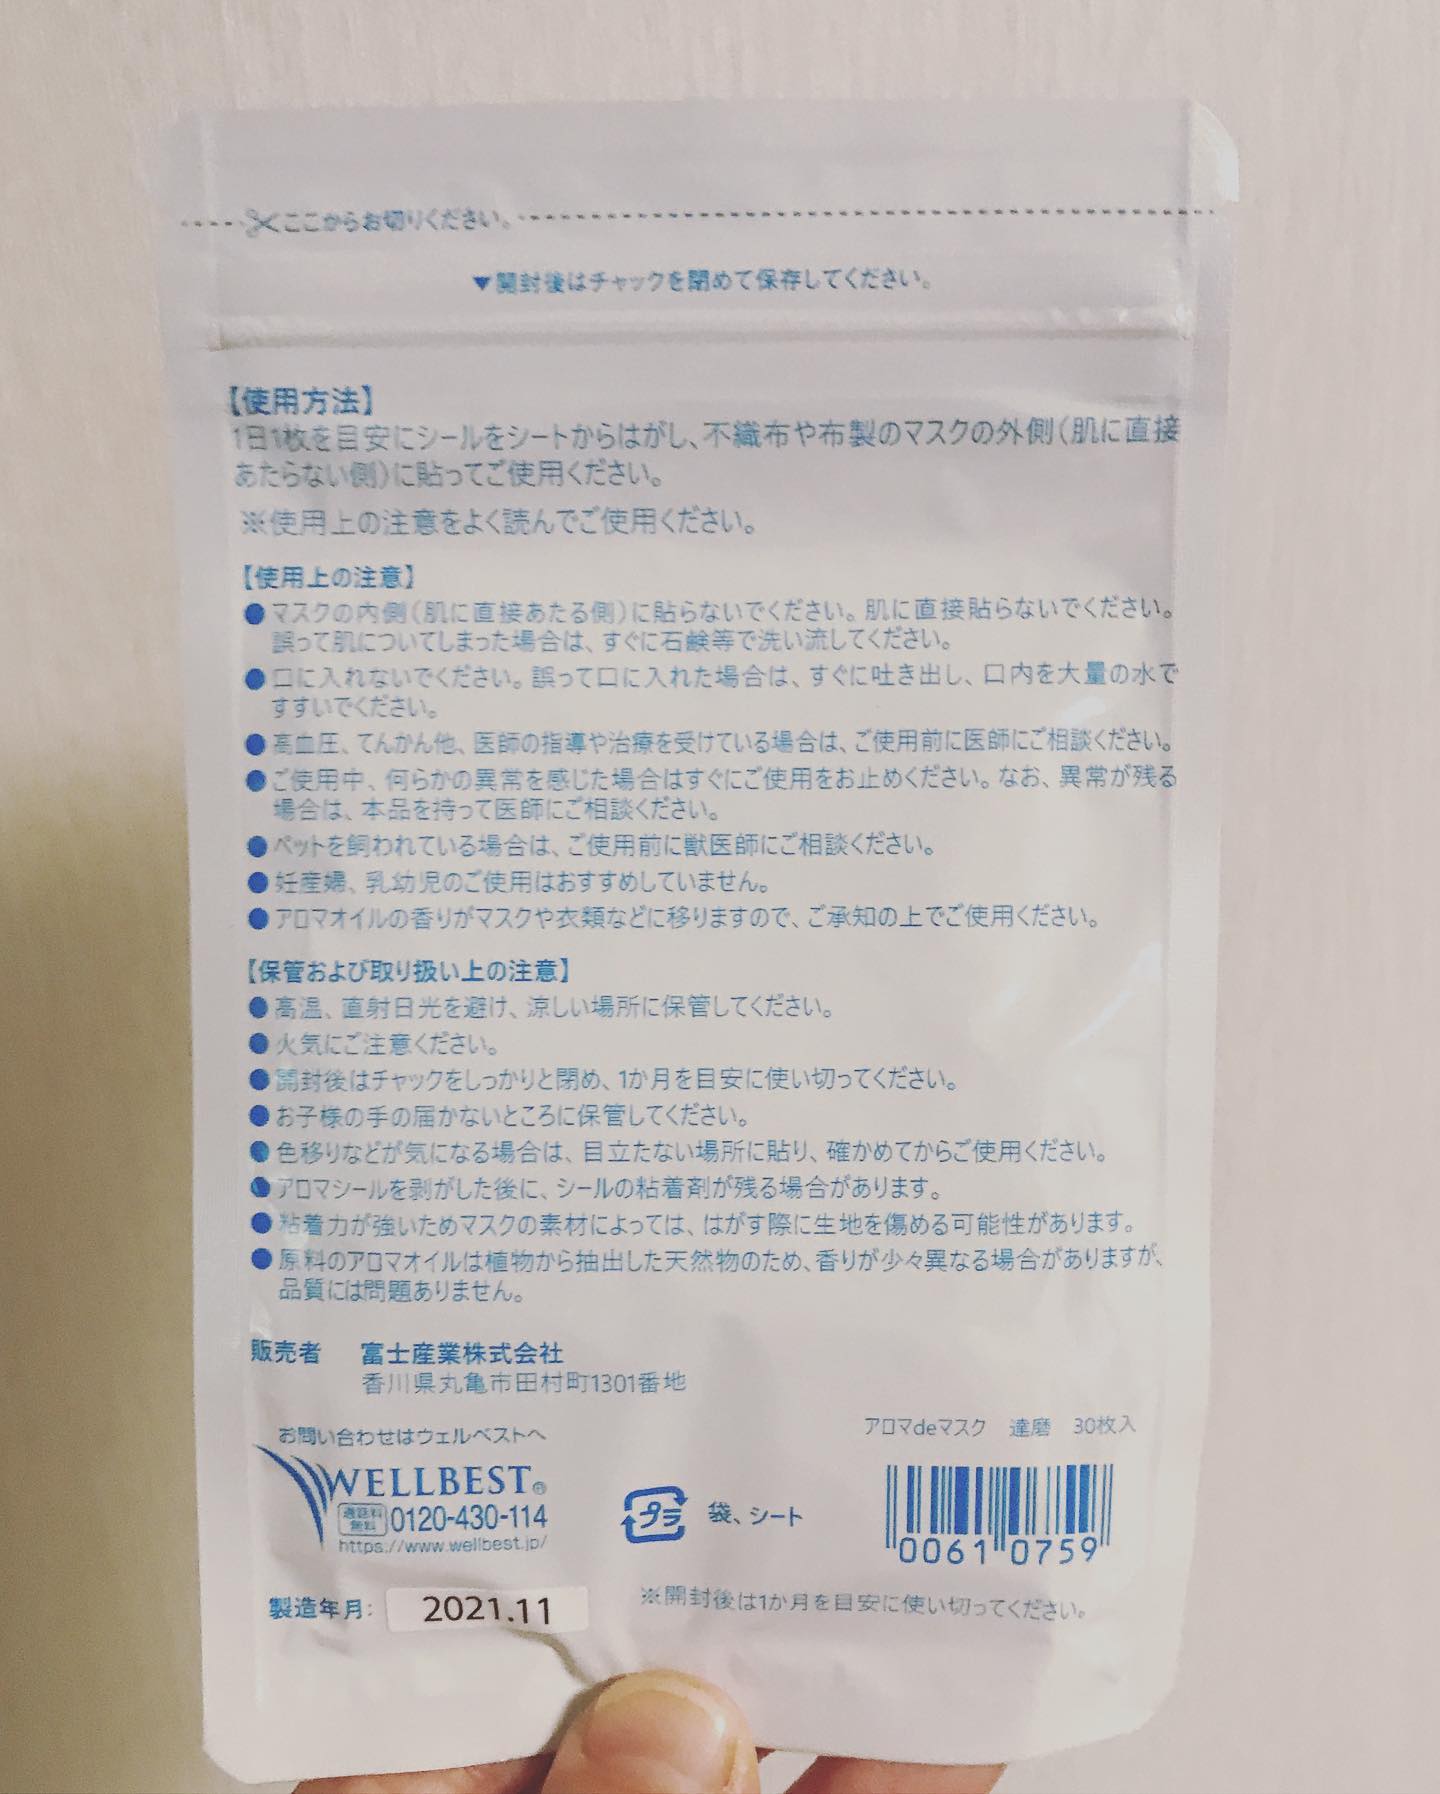 ここからお切りください。
▼開封後はチャックを閉めて保存してください。
【使用方法】
1日1枚を目安にシールをシートからはがし、不織布や布製のマスクの外側（肌に直接
あたらない側）に貼ってご使用ください。
※使用上の注意をよく読んでご使用ください。
【使用上の注意】
●マスクの内側（肌に直接あたる側）に貼らないでください。肌に直接貼らないでください。
誤って肌についてしまった場合は、すぐに石鹸等で洗い流してください。
●口に入れないでください。誤って口に入れた場合は、すぐに吐き出し、口内を大量の水で
すすいでください。
●高血圧、てんかん他、医師の指導や治療を受けている場合は、ご使用前に医師にご相談ください。
●ご使用中、何らかの異常を感じた場合はすぐにご使用をお止めください。なお、異常が残る
場合は、本品を持って医師にご相談ください。
●ペットを飼われている場合は、ご使用前に獣医師にご相談ください。
●妊産婦、乳幼児のご使用はおすすめしていません。
●アロマオイルの香りがマスクや衣類などに移りますので、ご承知の上でご使用ください。
【保管および取り扱い上の注意】
●高温、直射日光を避け、涼しい場所に保管してください。
●火気にご注意ください。
●開封後はチャックをしっかりと閉め、1か月を目安に使い切ってください。
●お子様の手の届かないところに保管してください。
●色移りなどが気になる場合は、目立たない場所に貼り、確かめてからご使用ください。
●アロマシールを剥がした後に、シールの粘着剤が残る場合があります。
●粘着力が強いためマスクの素材によっては、はがす際に生地を傷める可能性があります。
●原料のアロマオイルは植物から抽出した天然物のため、香りが少々異なる場合がありますが、
品質には問題ありません。
販売者 富士産業株式会社
香川県丸亀市田村町1301番地
アロマdeマスク 達磨 30枚入
お問い合わせはウェルベストへ
WELLBEST®
通話料無料 0120-430-114
https://www.wellbest.jp/
プラ 袋、シート
0061 0759
製造年月: 2021.11
※開封後は1か月を目安に使い切ってください。